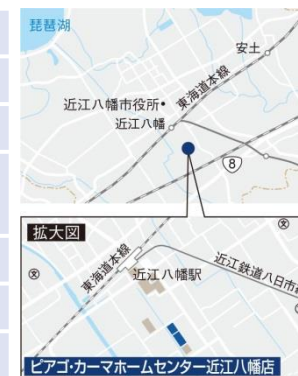 琵琶湖
安土
東海道本線
近江八幡市役所
近江八幡
8
拡大図
東海道本線
近江八幡駅
近江鉄道八日市線
文
文
ピアゴ・カーマホームセンター近江八幡店